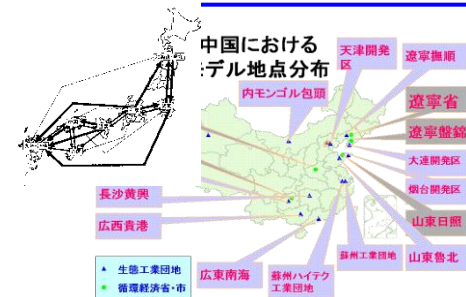 中国における
デル地点分布
天津開発
区
遼寧撫順
内モンゴル包頭
遼寧省
遼寧盤錦
大連開発区
烟台開発区
長沙黄興
山東日照
広西貴港
蘇州工業団地
山東魯北
広東南海
蘇州ハイテク
工業団地
生態工業団地
循環経済省・市